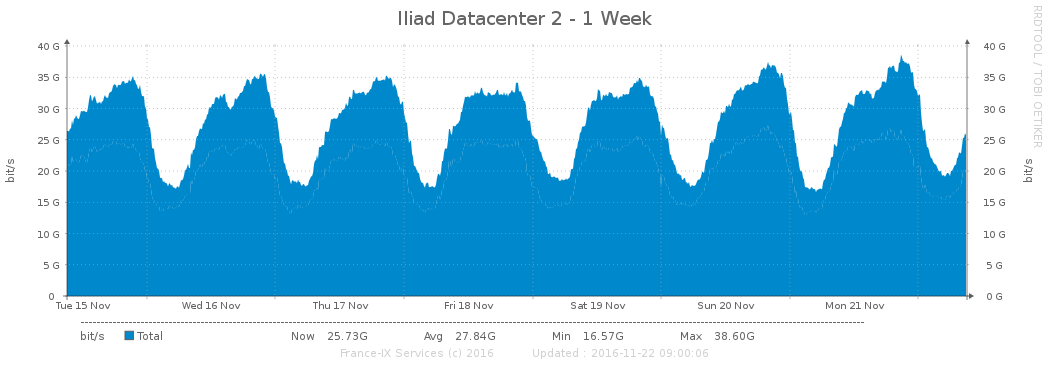 Iliad Datacenter 2 - 1 Week
RRDTOOL / TOBI OETIKER
40 G 40 G
35 G 35 G
30 G 30 G
25 G 25 G
20 G 20 G
15 G 15 G
10 G 10 G
5 G 5 G
0 0 G
bit/s bit/s
Tue 15 Nov Wed 16 Nov Thu 17 Nov Fri 18 Nov Sat 19 Nov Sun 20 Nov Mon 21 Nov
bit/s Total Now 25.73G Avg 27.84G Min 16.57G Max 38.60G
France-IX Services (c) 2016 Updated : 2016-11-22 09:00:06